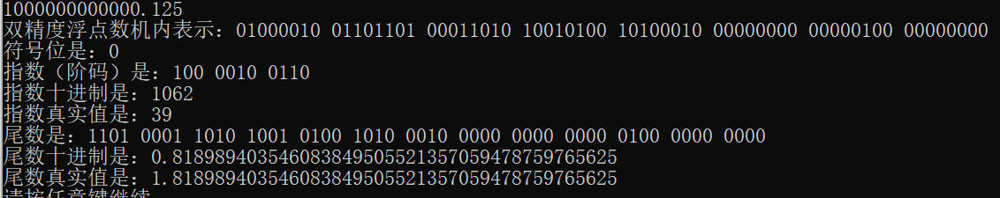 1000000000000.125
双精度浮点数机内表示：01000010 01101101 00011010 10010100 10100010 00000000 00000100 00000000
符号位是：0
指数（阶码）是：100 0010 0110
指数十进制是：1062
指数真实值是：39
尾数是：1101 0001 1010 1001 0100 1010 0010 0000 0000 0000 0100 0000 0000
尾数十进制是：0.818989403546083849505521357059478759765625
尾数真实值是：1.818989403546083849505521357059478759765625
请按任意键继续